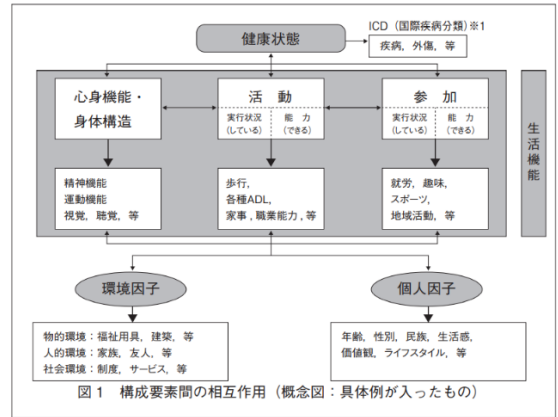 健康状態
ICD（国際疾病分類）※1
疾病，外傷，等
心身機能・
身体構造
活 動
実行状況
（している）
能 力
（できる）
参 加
実行状況
（している）
能 力
（できる）
生活機能
精神機能
運動機能
視覚，聴覚，等
歩行，
各種ADL，
家事，職業能力，等
就労，趣味，
スポーツ，
地域活動，等
環境因子
個人因子
物的環境：福祉用具，建築，等
人的環境：家族，友人，等
社会環境：制度，サービス，等
年齢，性別，民族，生活感，
価値観，ライフスタイル，等
図1 構成要素間の相互作用（概念図：具体例が入ったもの）